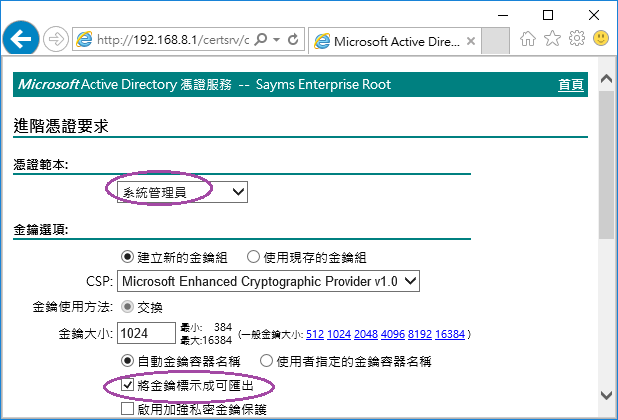 http://192.168.8.1/certsrv/c
Microsoft Active Dire...
Microsoft Active Directory 憑證服務 -- Sayms Enterprise Root 首頁
進階憑證要求
憑證範本:
系統管理員
金鑰選項:
建立新的金鑰組 使用現存的金鑰組
CSP: Microsoft Enhanced Cryptographic Provider v1.0
金鑰使用方法: 交換
金鑰大小: 1024 最小: 384 (一般金鑰大小: 512 1024 2048 4096 8192 16384 )
最大:16384
自動金鑰容器名稱 使用者指定的金鑰容器名稱
將金鑰標示成可匯出
啟用加強私密金鑰保護